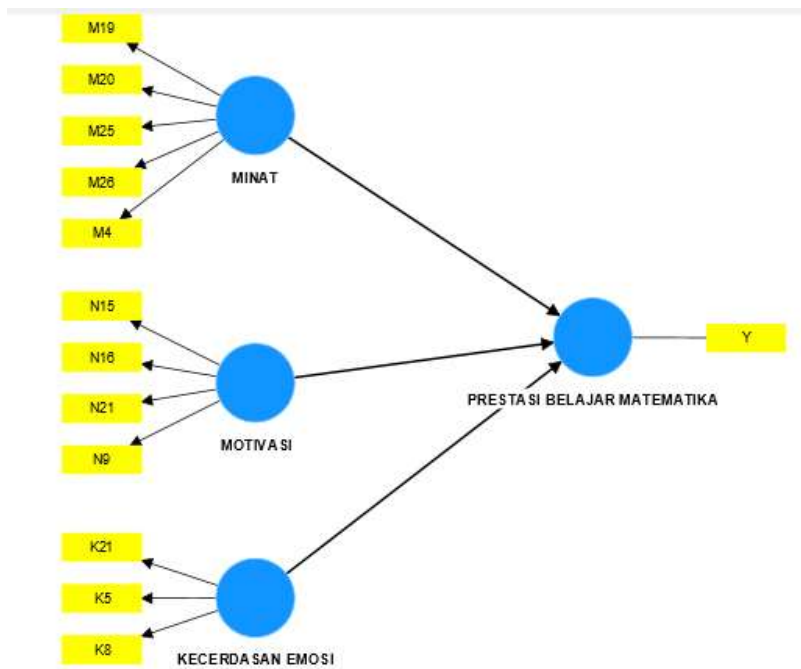 M19
M20
M25
M26
M4
MINAT
N15
N16
N21
N9
MOTIVASI
K21
K5
K8
KECERDASAN EMOSI
PRESTASI BELAJAR MATEMATIKA
Y